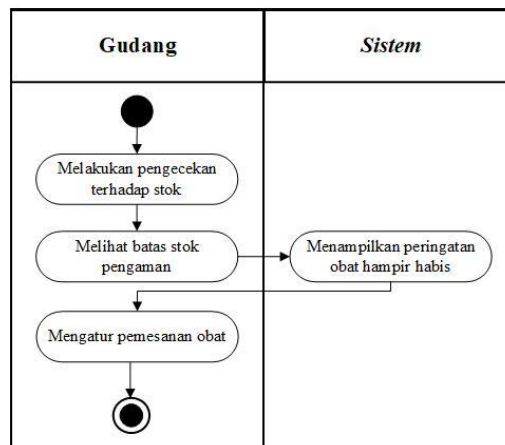 Gudang
Sistem
Melakukan pengecekan
terhadap stok
Melihat batas stok
pengaman
Menampilkan peringatan
obat hampir habis
Mengatur pemesanan obat